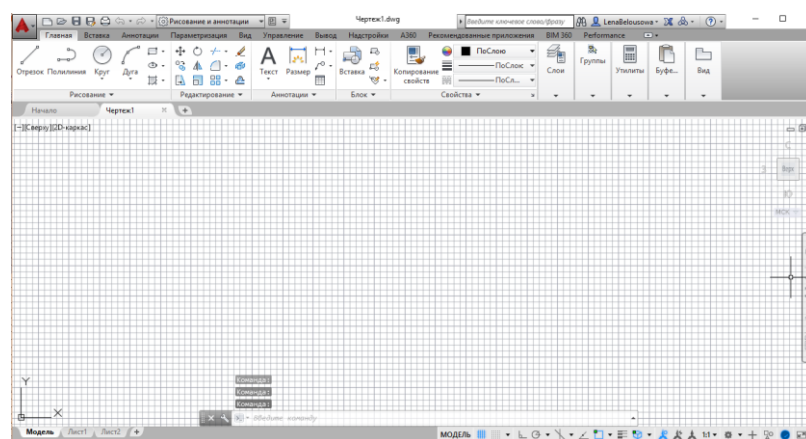 Рисование и аннотации
Чертеж1.dwg
Введите ключевое слово/фразу
LenaBelousowa
Главная Вставка Аннотации Параметризация Вид Управление Вывод Надстройки A360 Рекомендованные приложения BIM 360 Performance
Отрезок Полилиния Круг Дуга
Текст Размер
Вставка
Копирование свойств
ПоСлою
ПоСлою
ПоСл...
Слои
Группы
Утилиты
Буфе...
Вид
Рисование Редактирование Аннотации Блок Свойства
Начало Чертеж1
[−][Сверху][2D-каркас]
С
З Верх
Ю
МСК
Y
X
Команда:
Команда:
Команда:
Введите команду
Модель Лист1 Лист2
МОДЕЛЬ 1:1